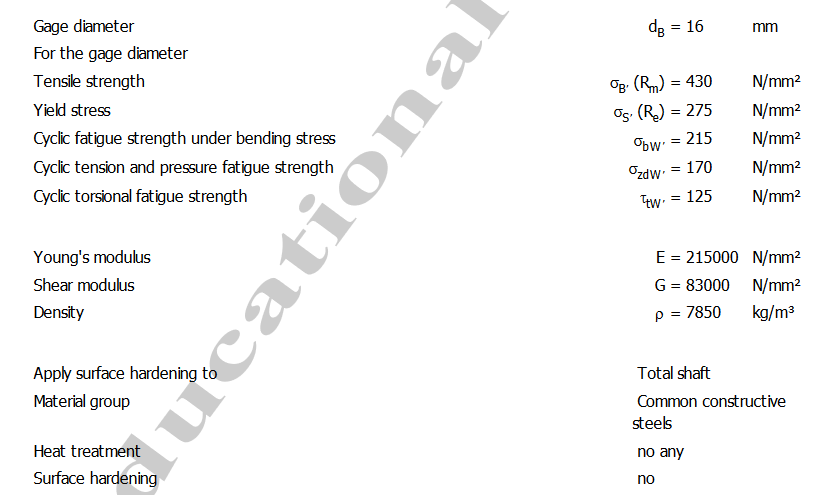 Gage diameter d_B = 16 mm
For the gage diameter
Tensile strength σ_B' (R_m) = 430 N/mm²
Yield stress σ_S' (R_e) = 275 N/mm²
Cyclic fatigue strength under bending stress σ_bW' = 215 N/mm²
Cyclic tension and pressure fatigue strength σ_zdW' = 170 N/mm²
Cyclic torsional fatigue strength τ_tW' = 125 N/mm²
Young's modulus E = 215000 N/mm²
Shear modulus G = 83000 N/mm²
Density ρ = 7850 kg/m³
Apply surface hardening to Total shaft
Material group Common constructive
steels
Heat treatment no any
Surface hardening no
ducational